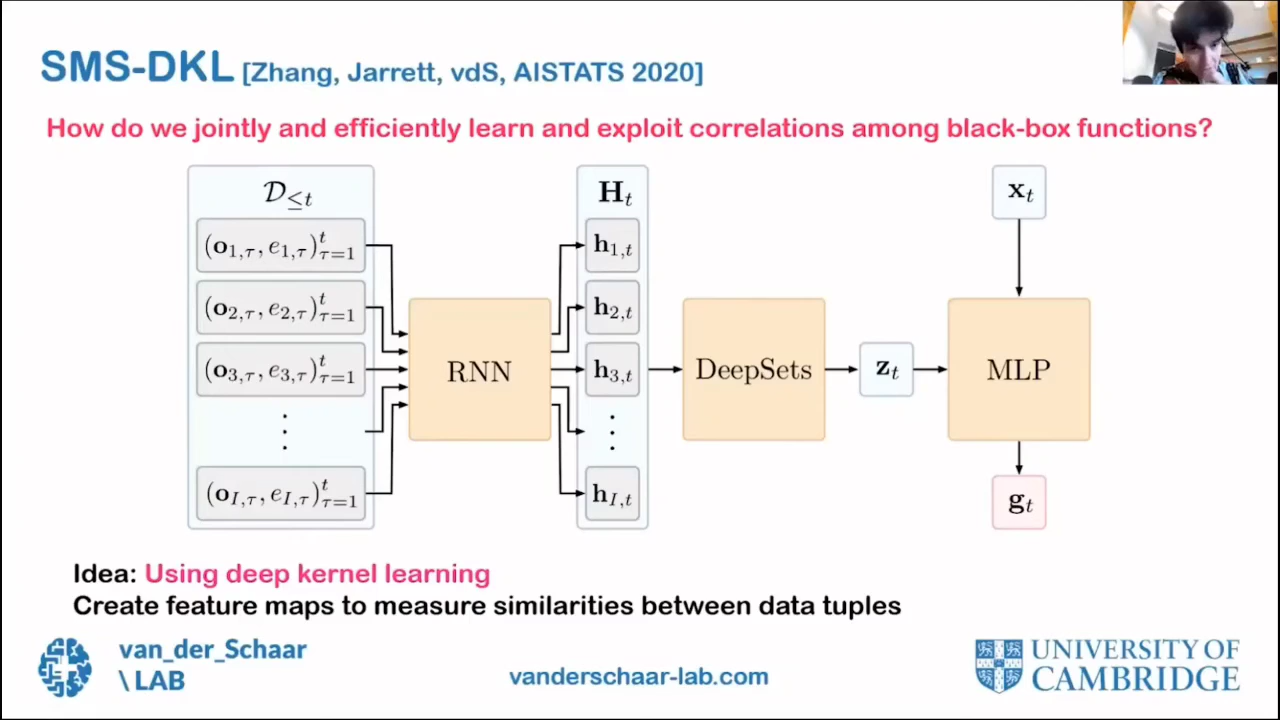 SMS-DKL [Zhang, Jarrett, vdS, AISTATS 2020]
How do we jointly and efficiently learn and exploit correlations among black-box functions?
𝒟≤t
(o1,τ, e1,τ)tτ=1
(o2,τ, e2,τ)tτ=1
(o3,τ, e3,τ)tτ=1
⋮
(oI,τ, eI,τ)tτ=1
RNN
Ht
h1,t
h2,t
h3,t
⋮
hI,t
DeepSets
zt
xt
MLP
gt
Idea: Using deep kernel learning
Create feature maps to measure similarities between data tuples
van_der_Schaar
\ LAB
vanderschaar-lab.com
UNIVERSITY OF
CAMBRIDGE